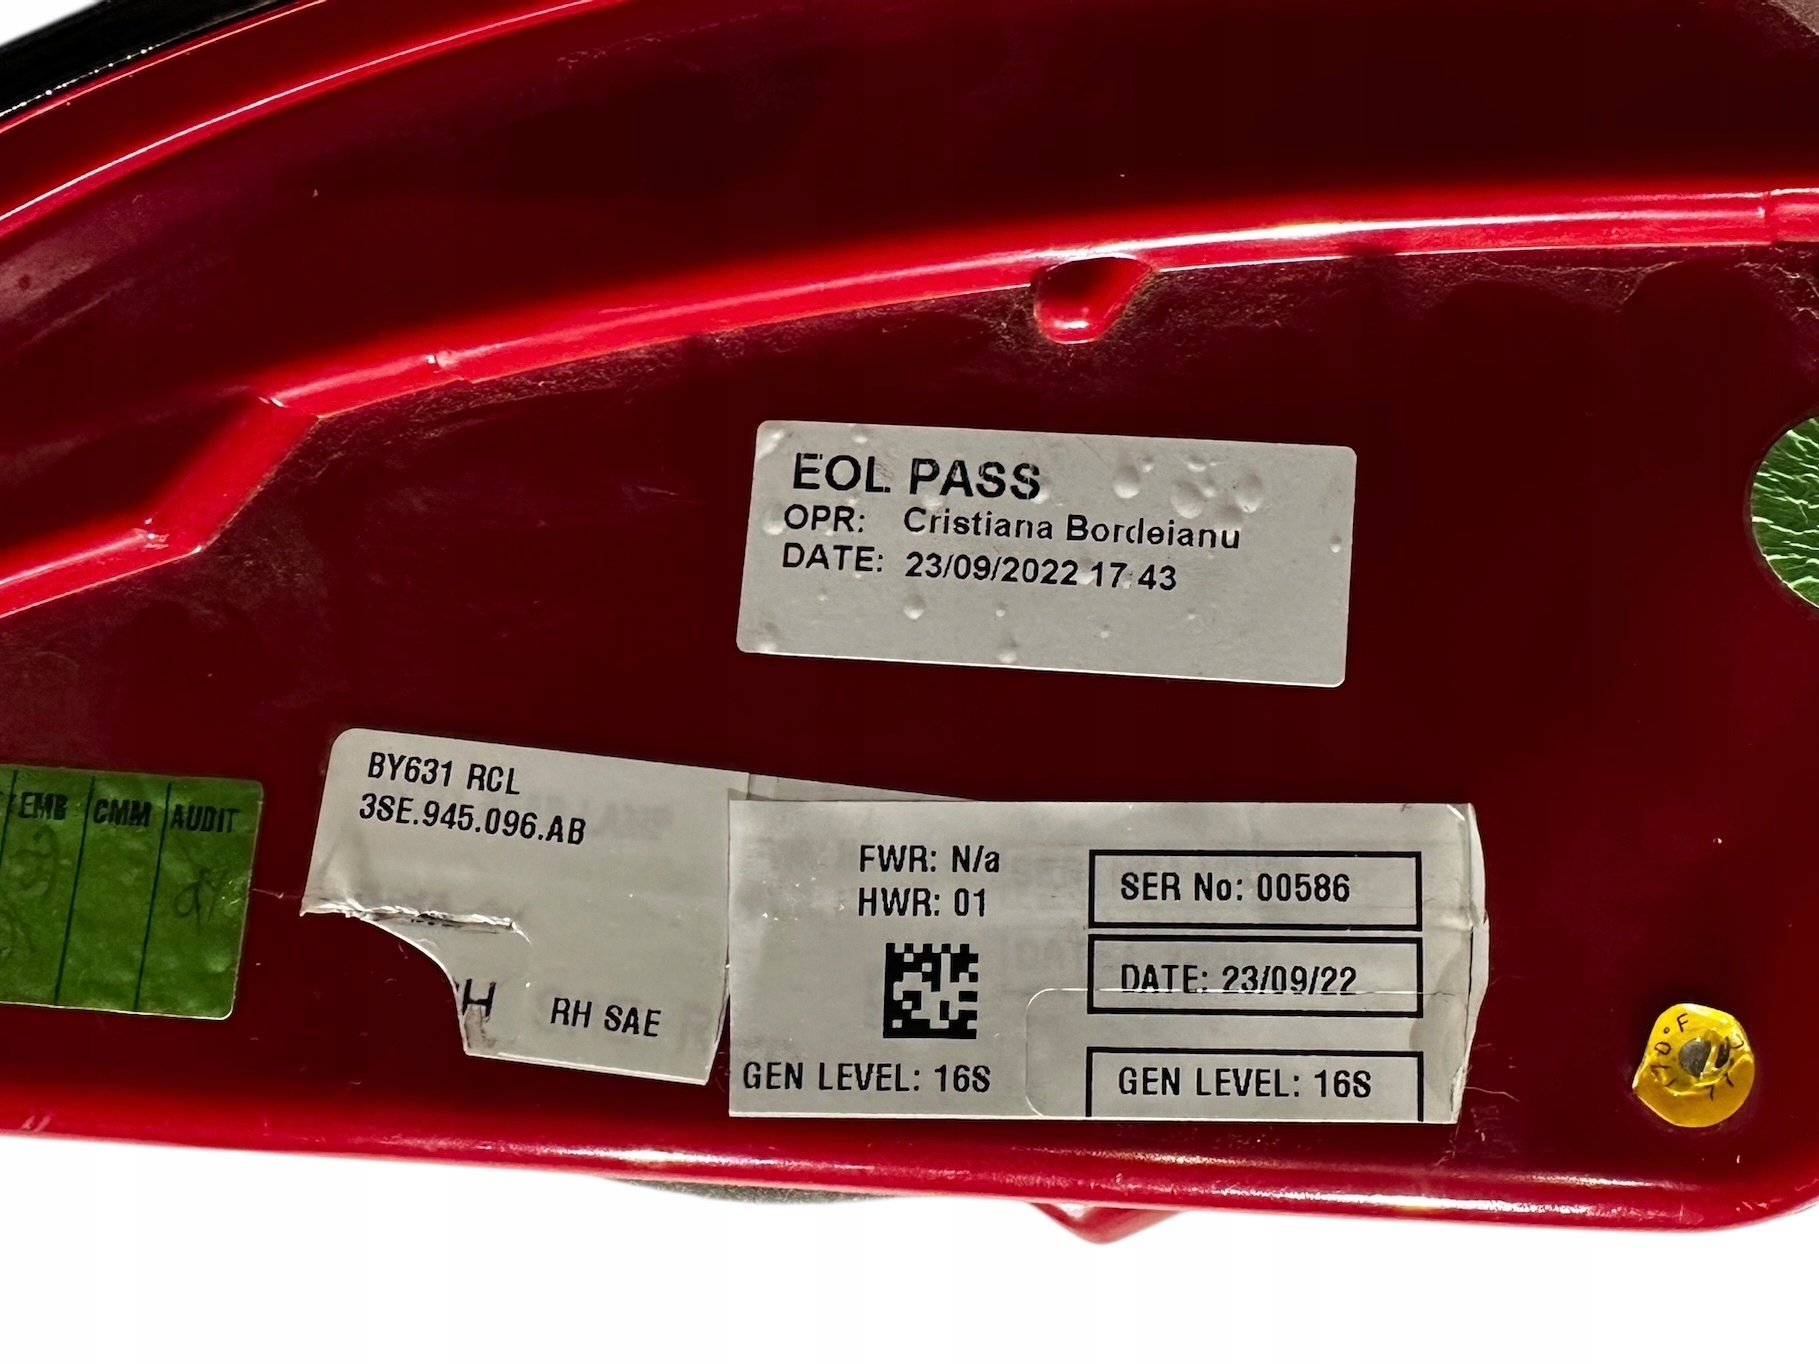 EOL PASS
OPR: Cristiana Bordeianu
DATE: 23/09/2022 17:43
BY631 RCL
3SE.945.096.AB
RH SAE
FWR: N/a
HWR: 01
GEN LEVEL: 16S
SER No: 00586
DATE: 23/09/22
GEN LEVEL: 16S
EMB CMM AUDIT